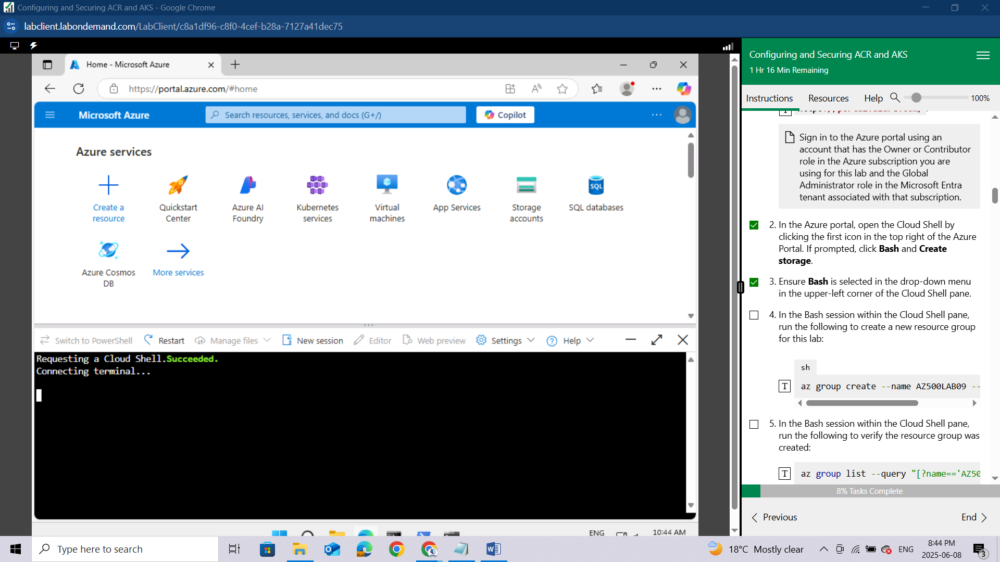 Configuring and Securing ACR and AKS - Google Chrome
labclient.labondemand.com/LabClient/c8a1df96-c8f0-4cef-b28a-7127a41dec75
Home - Microsoft Azure
https://portal.azure.com/#home
Microsoft Azure
Search resources, services, and docs (G+/)
Copilot
Azure services
Create a resource
Quickstart Center
Azure AI Foundry
Kubernetes services
Virtual machines
App Services
Storage accounts
SQL databases
Azure Cosmos DB
More services
Switch to PowerShell
Restart
Manage files
New session
Editor
Web preview
Settings
Help
Requesting a Cloud Shell.Succeeded.
Connecting terminal...
ENG
10:44 AM
Configuring and Securing ACR and AKS
1 Hr 16 Min Remaining
Instructions
Resources
Help
100%
Sign in to the Azure portal using an
account that has the Owner or Contributor
role in the Azure subscription you are
using for this lab and the Global
Administrator role in the Microsoft Entra
tenant associated with that subscription.
2. In the Azure portal, open the Cloud Shell by
clicking the first icon in the top right of the Azure
Portal. If prompted, click Bash and Create
storage.
3. Ensure Bash is selected in the drop-down menu
in the upper-left corner of the Cloud Shell pane.
4. In the Bash session within the Cloud Shell pane,
run the following to create a new resource group
for this lab:
sh
T
az group create --name AZ500LAB09 --
5. In the Bash session within the Cloud Shell pane,
run the following to verify the resource group was
created:
T
az group list --query "[?name=='AZ50
8% Tasks Complete
Previous
End
Type here to search
18°C Mostly clear
ENG
8:44 PM
2025-06-08
3